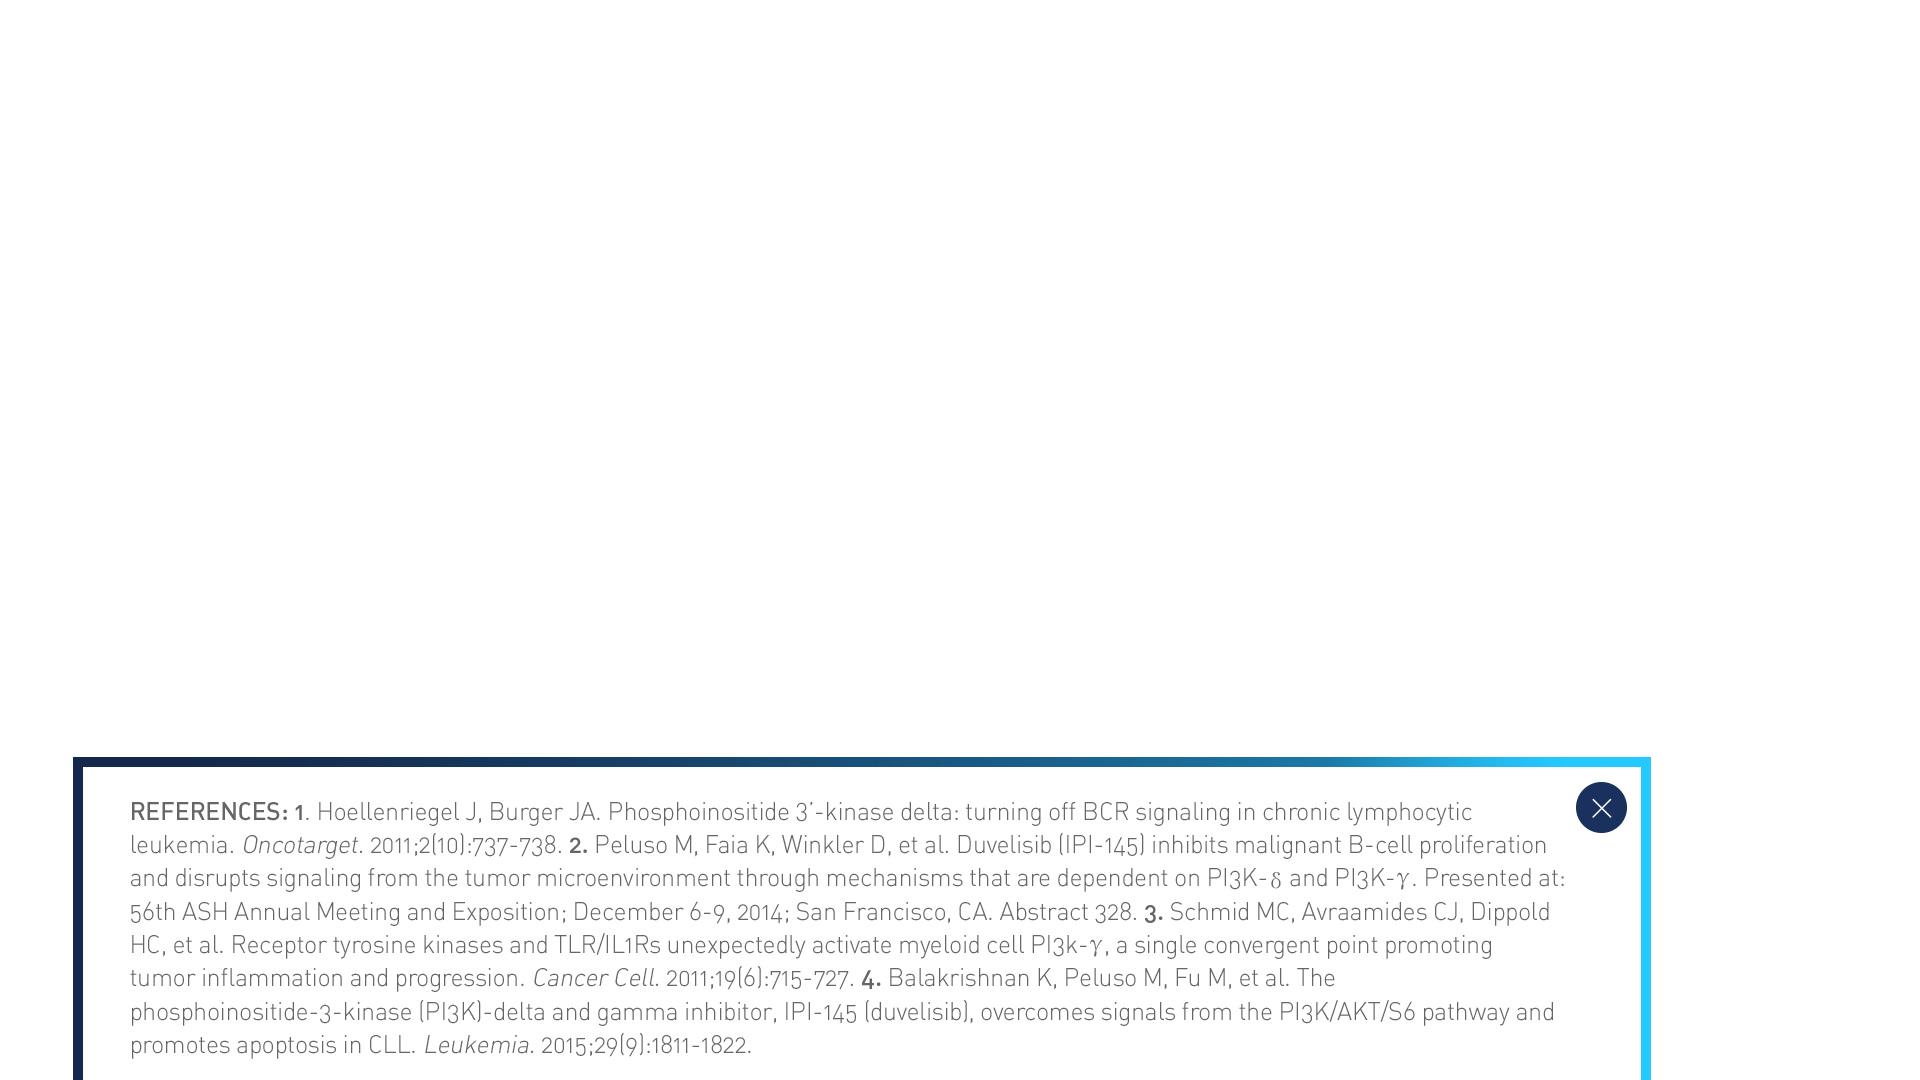 REFERENCES: 1. Hoellenriegel J, Burger JA. Phosphoinositide 3´-kinase delta: turning off BCR signaling in chronic lymphocytic
leukemia. Oncotarget. 2011;2(10):737-738. 2. Peluso M, Faia K, Winkler D, et al. Duvelisib (IPI-145) inhibits malignant B-cell proliferation
and disrupts signaling from the tumor microenvironment through mechanisms that are dependent on PI3K-δ and PI3K-γ. Presented at:
56th ASH Annual Meeting and Exposition; December 6-9, 2014; San Francisco, CA. Abstract 328. 3. Schmid MC, Avraamides CJ, Dippold
HC, et al. Receptor tyrosine kinases and TLR/IL1Rs unexpectedly activate myeloid cell PI3k-γ, a single convergent point promoting
tumor inflammation and progression. Cancer Cell. 2011;19(6):715-727. 4. Balakrishnan K, Peluso M, Fu M, et al. The
phosphoinositide-3-kinase (PI3K)-delta and gamma inhibitor, IPI-145 (duvelisib), overcomes signals from the PI3K/AKT/S6 pathway and
promotes apoptosis in CLL. Leukemia. 2015;29(9):1811-1822.